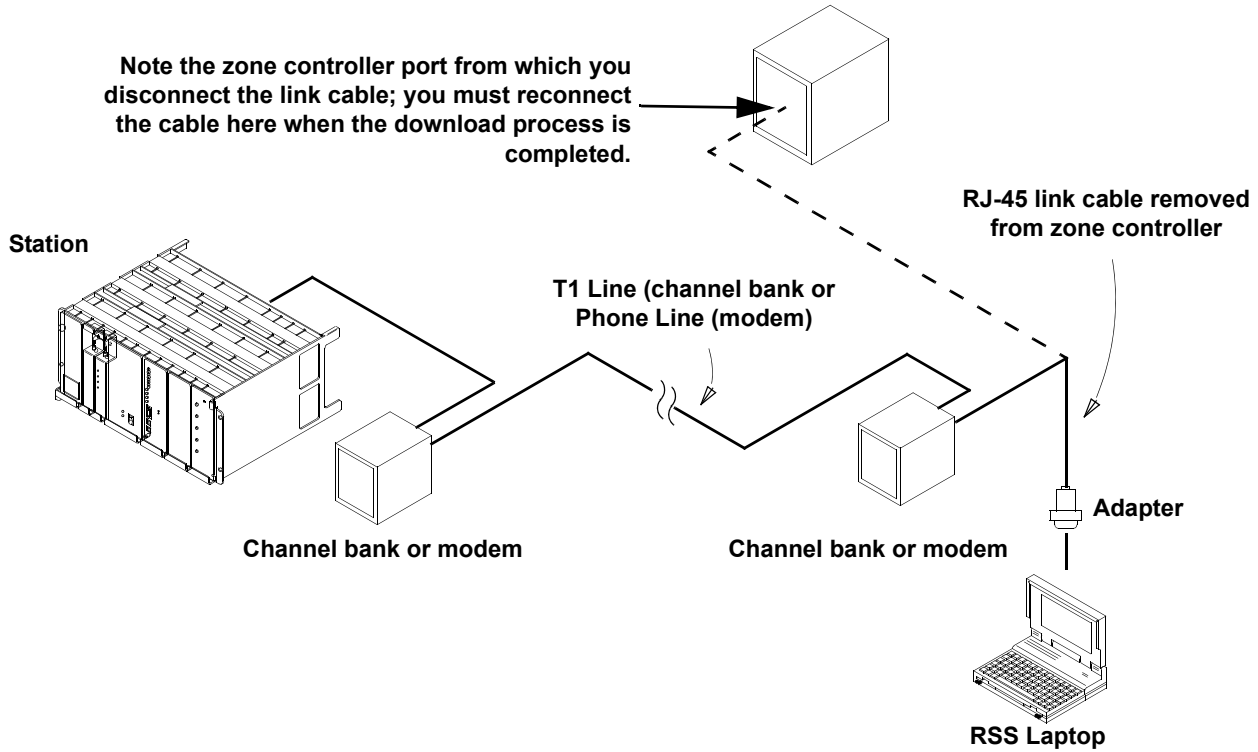 Note the zone controller port from which you
disconnect the link cable; you must reconnect
the cable here when the download process is
completed.
RJ-45 link cable removed
from zone controller
Station
T1 Line (channel bank or
Phone Line (modem)
Adapter
Channel bank or modem
Channel bank or modem
RSS Laptop